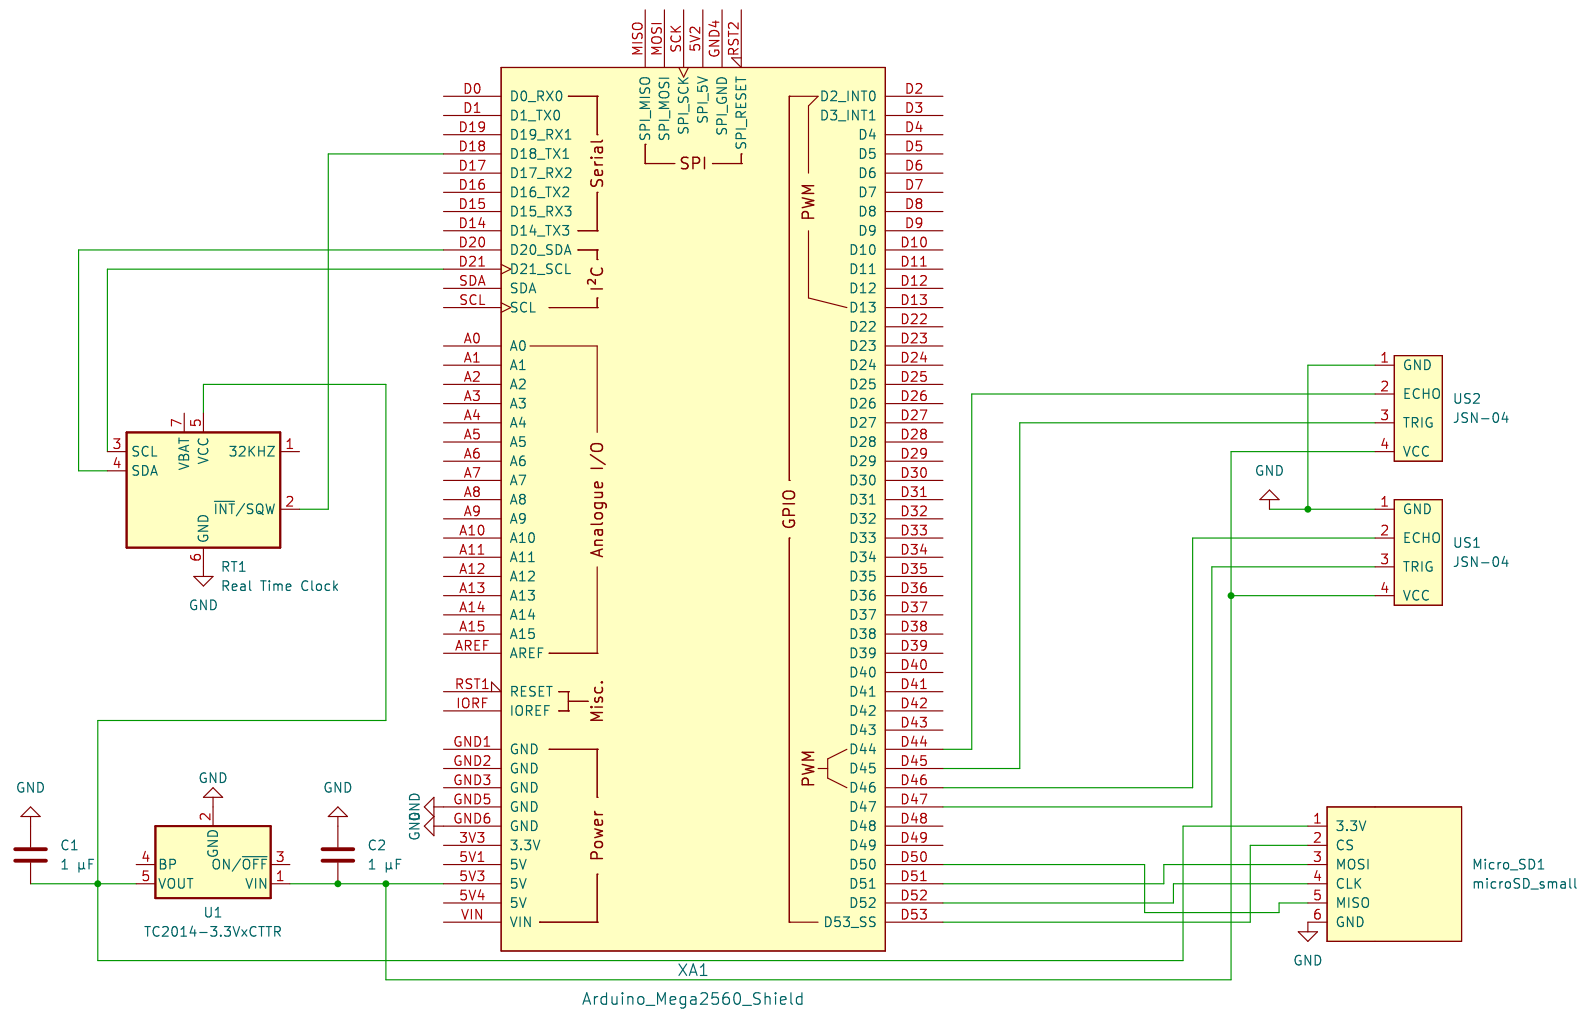 MISO
MOSI
SCK
5V2
GND4
RST2
SPI_MISO
SPI_MOSI
SPI_SCK
SPI_5V
SPI_GND
SPI_RESET
SPI
D0
D1
D19
D18
D17
D16
D15
D14
D20
D21
SDA
SCL
D0_RX0
D1_TX0
D19_RX1
D18_TX1
D17_RX2
D16_TX2
D15_RX3
D14_TX3
D20_SDA
D21_SCL
SDA
SCL
Serial
I²C
A0
A1
A2
A3
A4
A5
A6
A7
A8
A9
A10
A11
A12
A13
A14
A15
AREF
A0
A1
A2
A3
A4
A5
A6
A7
A8
A9
A10
A11
A12
A13
A14
A15
AREF
Analogue I/O
RST1
IORF
RESET
IOREF
Misc.
GND1
GND2
GND3
GND5
GND6
3V3
5V1
5V3
5V4
VIN
GND
GND
GND
GND
GND
3.3V
5V
5V
5V
VIN
Power
GND
GND
PWM
GPIO
PWM
D2_INT0
D3_INT1
D4
D5
D6
D7
D8
D9
D10
D11
D12
D13
D22
D23
D24
D25
D26
D27
D28
D29
D30
D31
D32
D33
D34
D35
D36
D37
D38
D39
D40
D41
D42
D43
D44
D45
D46
D47
D48
D49
D50
D51
D52
D53_SS
D2
D3
D4
D5
D6
D7
D8
D9
D10
D11
D12
D13
D22
D23
D24
D25
D26
D27
D28
D29
D30
D31
D32
D33
D34
D35
D36
D37
D38
D39
D40
D41
D42
D43
D44
D45
D46
D47
D48
D49
D50
D51
D52
D53
XA1
Arduino_Mega2560_Shield
7
5
3
4
1
2
6
VBAT
VCC
SCL
SDA
32KHZ
INT/SQW
GND
RT1
Real Time Clock
GND
GND
C1
1 µF
GND
2
GND
4
BP
ON/OFF
3
5
VOUT
VIN
1
U1
TC2014-3.3VxCTTR
GND
C2
1 µF
1
GND
2
ECHO
3
TRIG
4
VCC
US2
JSN-04
GND
1
GND
2
ECHO
3
TRIG
4
VCC
US1
JSN-04
1
3.3V
2
CS
3
MOSI
4
CLK
5
MISO
6
GND
Micro_SD1
microSD_small
GND